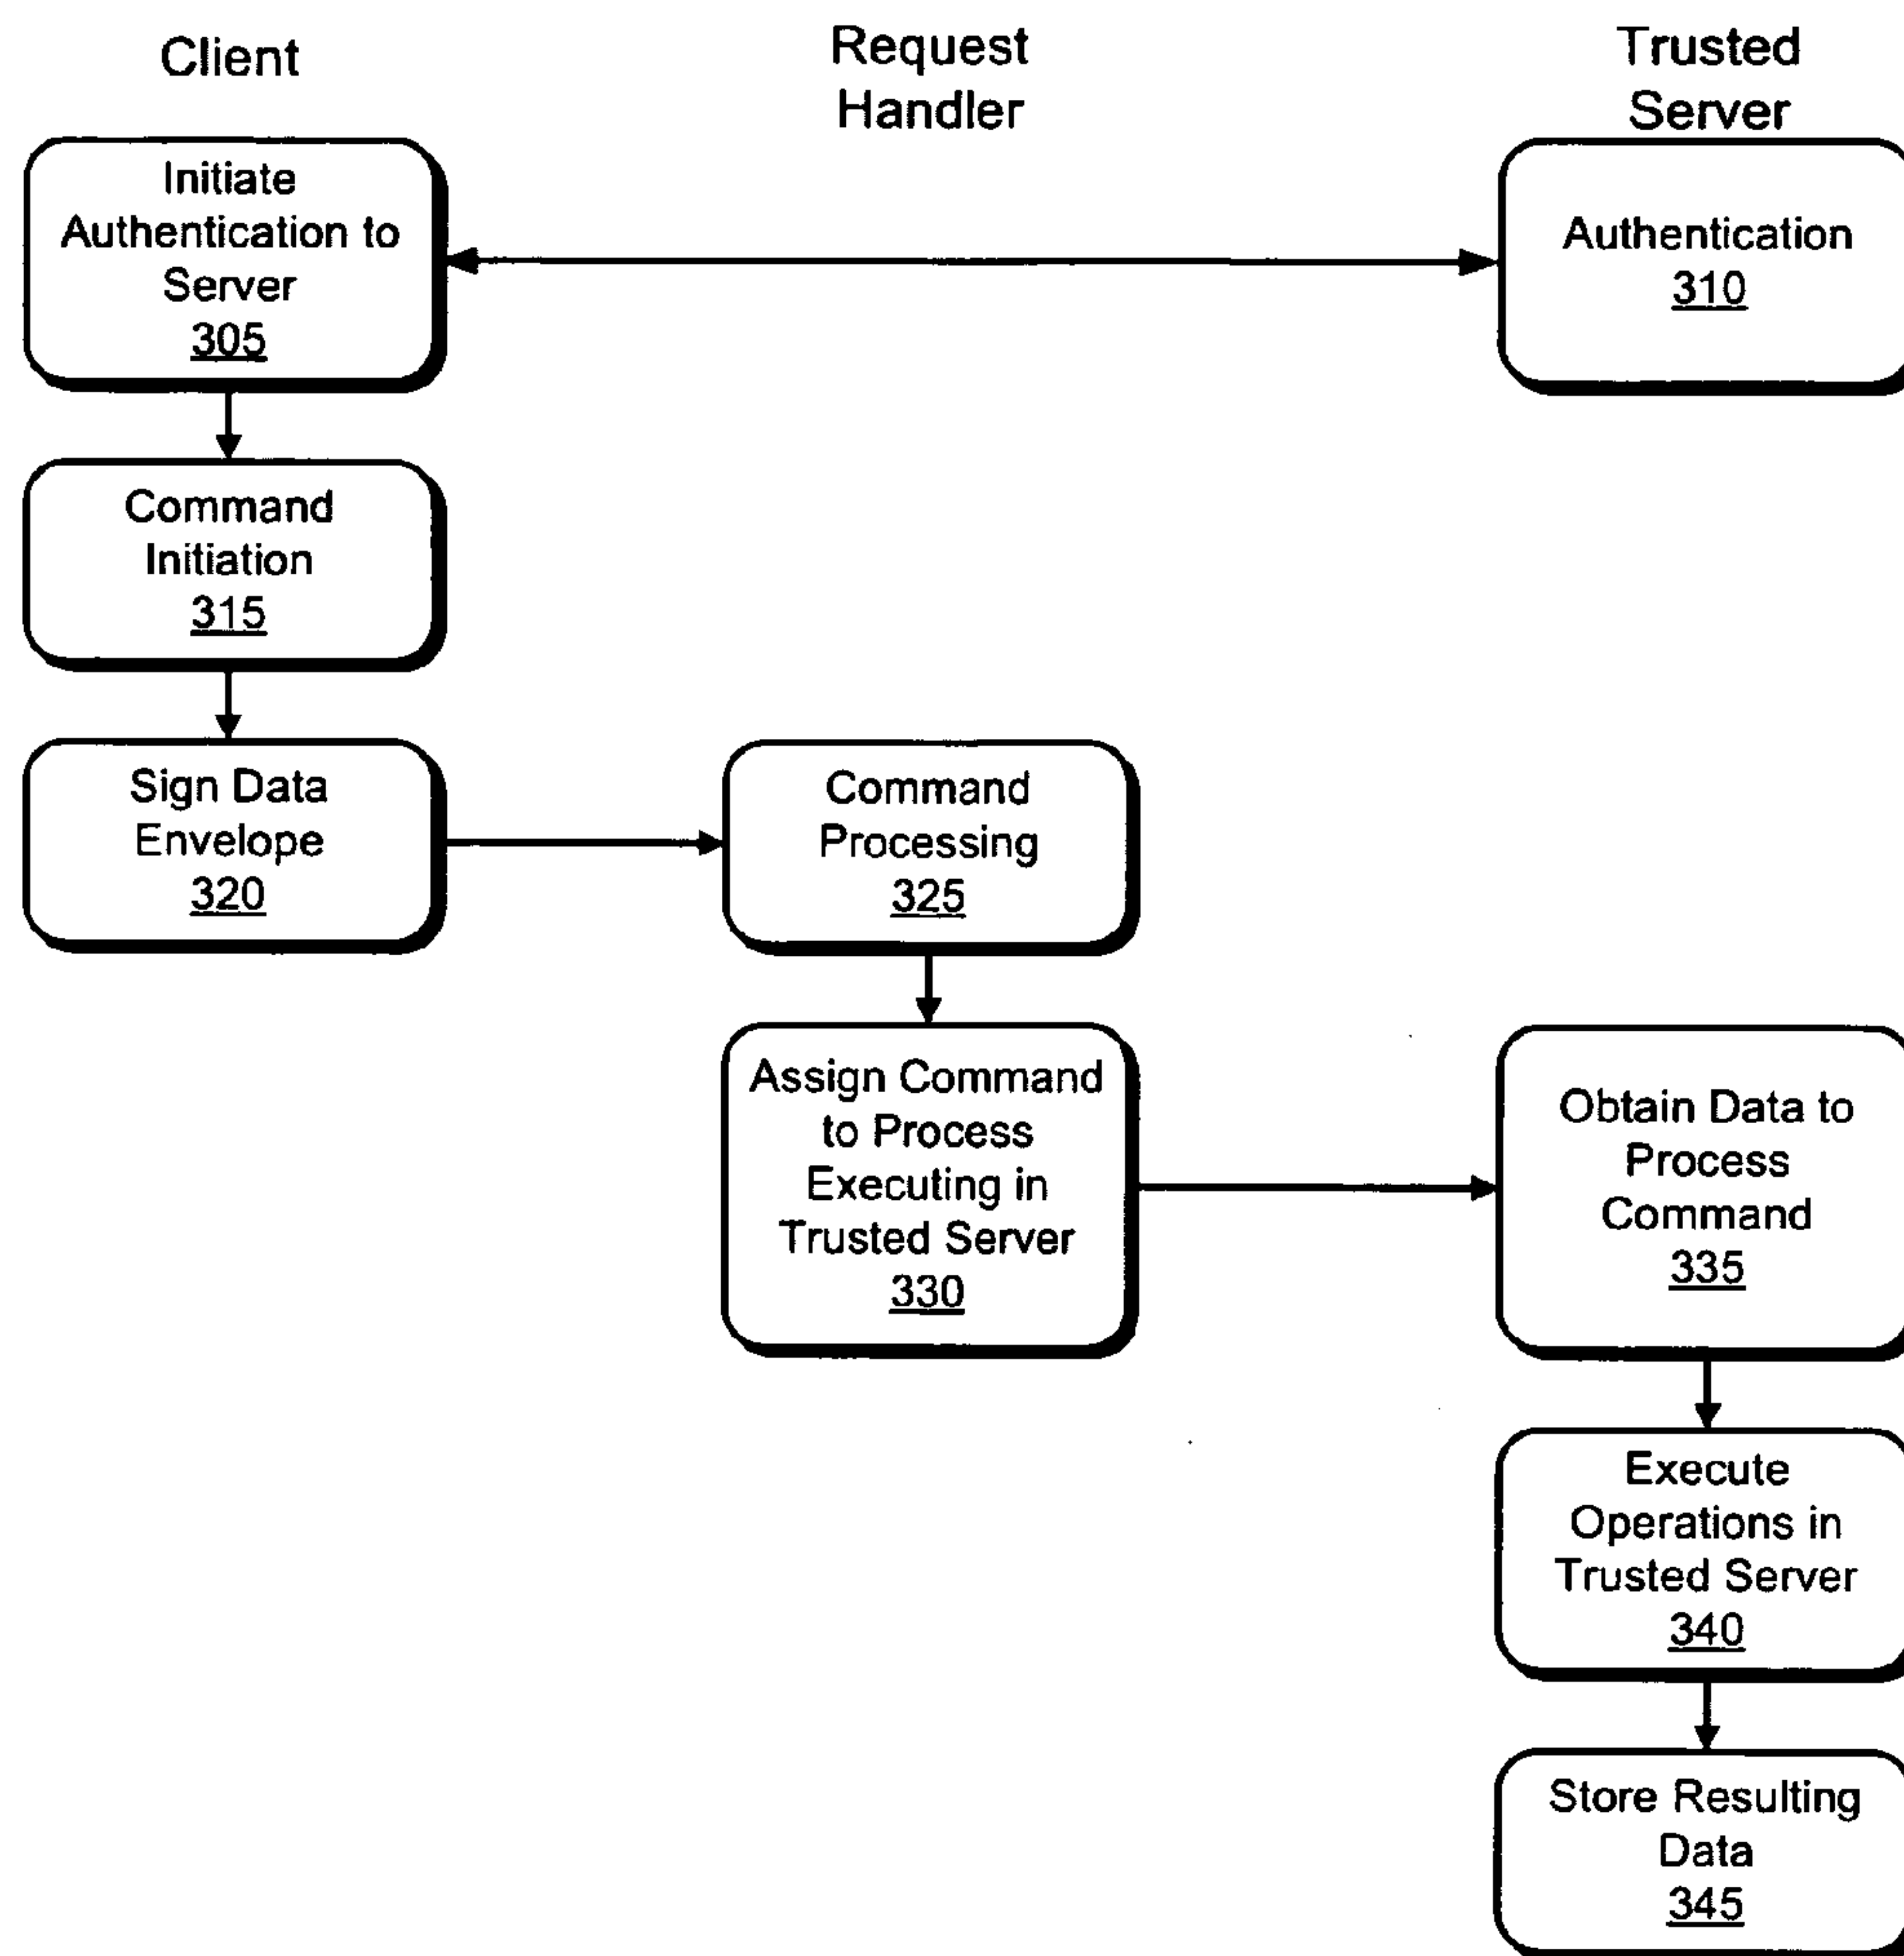 Client
Request
Handler
Trusted
Server
Initiate
Authentication to
Server
305
Authentication
310
Command
Initiation
315
Sign Data
Envelope
320
Command
Processing
325
Assign Command
to Process
Executing in
Trusted Server
330
Obtain Data to
Process
Command
335
Execute
Operations in
Trusted Server
340
Store Resulting
Data
345